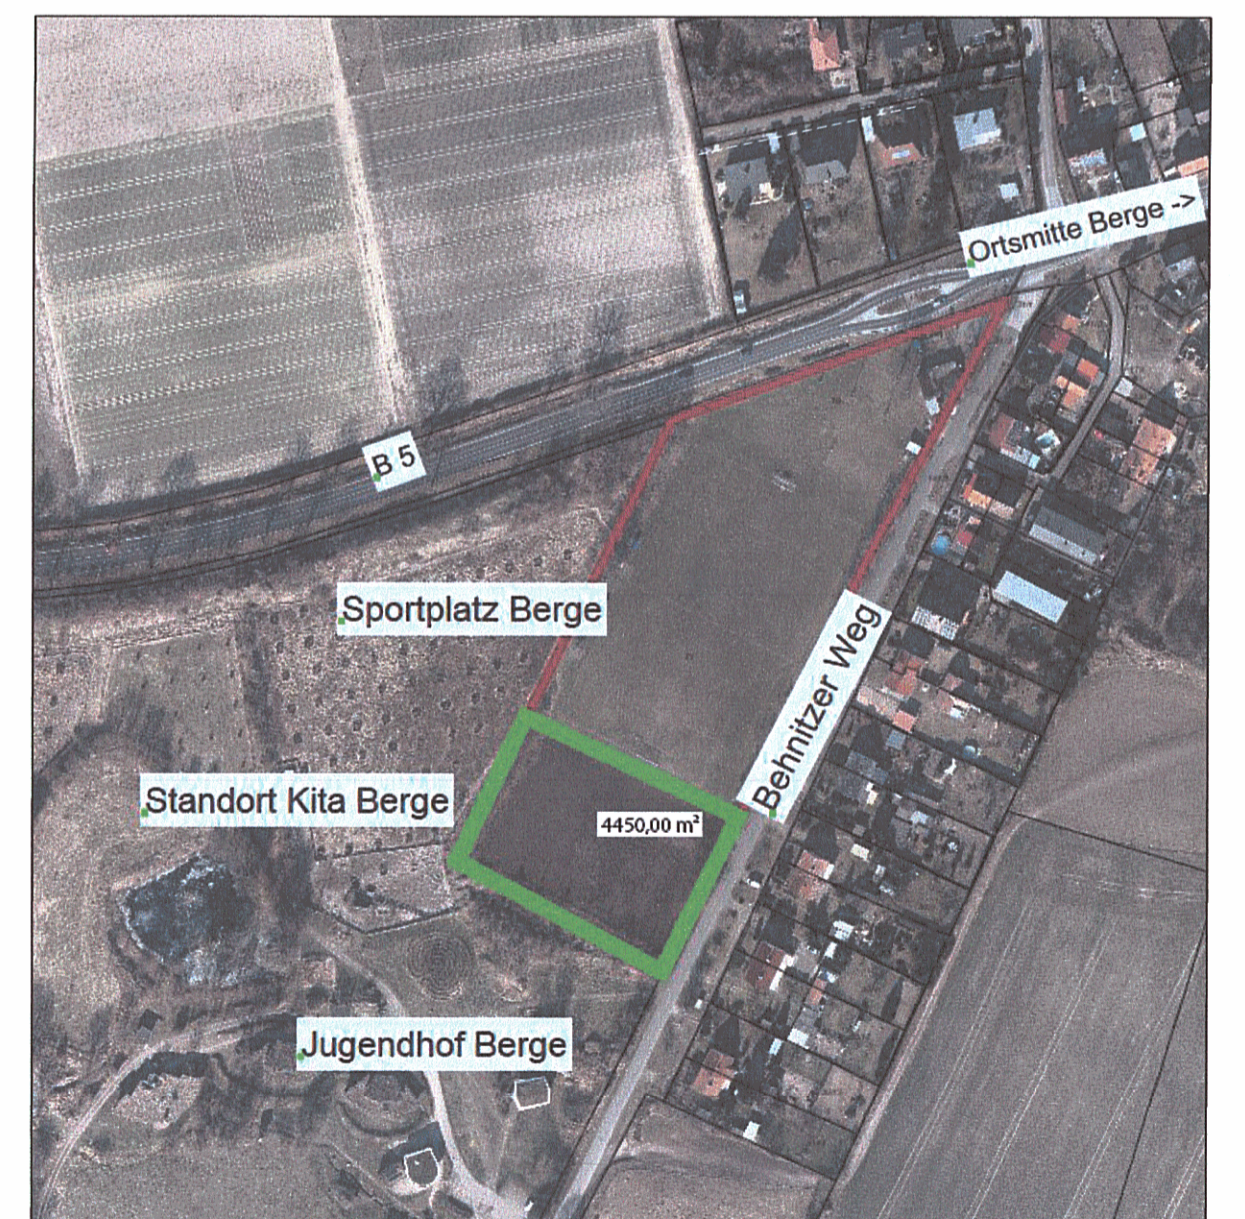 Ortsmitte Berge ->
B 5
Sportplatz Berge
Behnitzer Weg
Standort Kita Berge
4450,00 m²
Jugendhof Berge